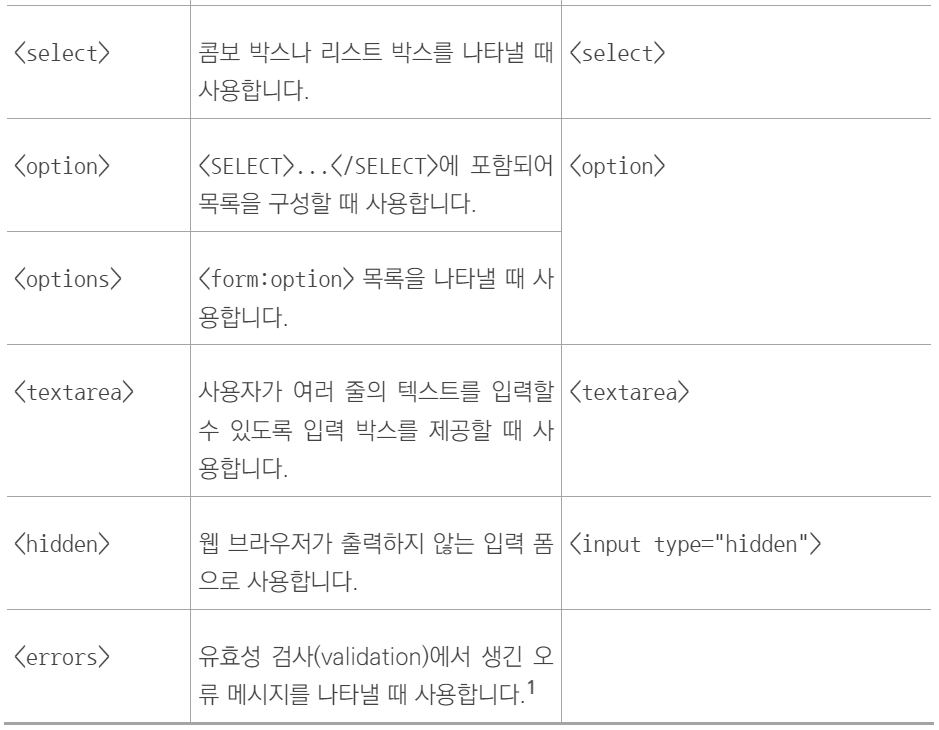 <select>
콤보 박스나 리스트 박스를 나타낼 때
사용합니다.
<select>
<option>
<SELECT>...</SELECT>에 포함되어
목록을 구성할 때 사용합니다.
<option>
<options>
<form:option> 목록을 나타낼 때 사
용합니다.
<textarea>
사용자가 여러 줄의 텍스트를 입력할
수 있도록 입력 박스를 제공할 때 사
용합니다.
<textarea>
<hidden>
웹 브라우저가 출력하지 않는 입력 폼
으로 사용합니다.
<input type="hidden">
<errors>
유효성 검사(validation)에서 생긴 오
류 메시지를 나타낼 때 사용합니다.1